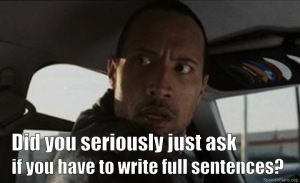 Did you seriously just ask
if you have to write full sentences?